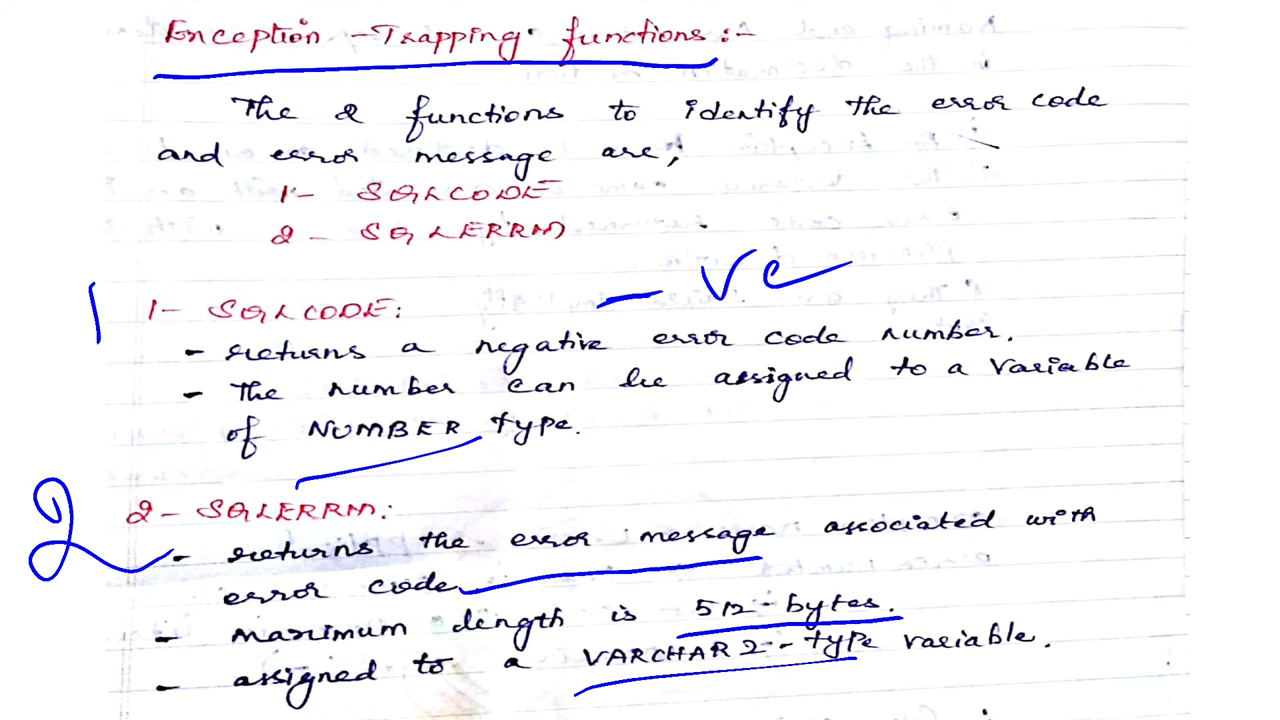 Exception -Trapping functions:-
The 2 functions to identify the error code
and error message are,
1- SQLCODE
2 - SQLERRM
- ve
1
1- SQLCODE:
- returns a negative error code number.
- The number can be assigned to a variable
of NUMBER type.
2
2- SQLERRM:
- returns the error message associated with
error code.
- maximum length is 512-bytes.
- assigned to a VARCHAR2-type variable.